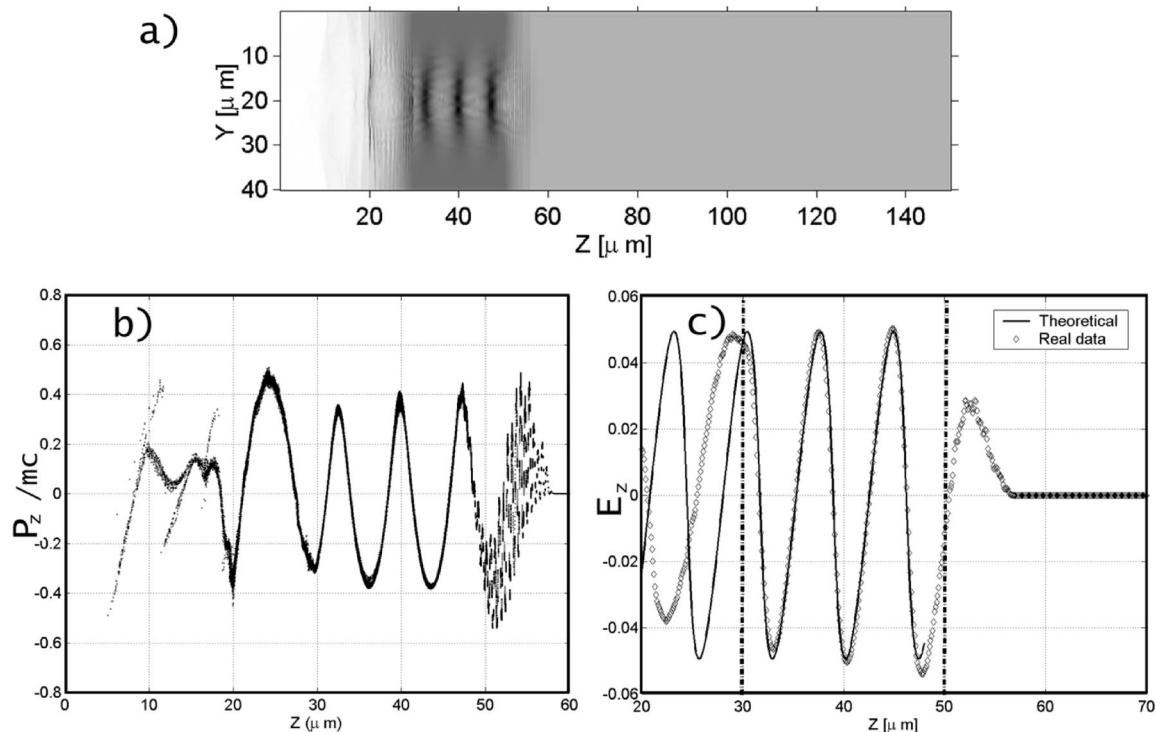 a)
10
20
30
40
Y [μ m]
20 40 60 80 100 120 140
Z [μ m]
b)
0.8
0.6
0.4
0.2
0
-0.2
-0.4
-0.6
-0.8
Pz /mc
0 10 20 30 40 50 60
Z (μ m)
c)
Theoretical
Real data
0.06
0.04
0.02
0
-0.02
-0.04
-0.06
Ez
20 30 40 50 60 70
Z [μ m]